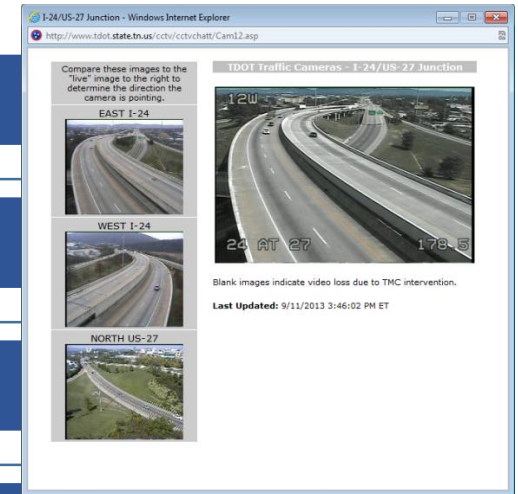 I-24/US-27 Junction - Windows Internet Explorer
http://www.tdot.state.tn.us/cctv/cctvchatt/Cam12.asp
Compare these images to the
"live" image to the right to
determine the direction the
camera is pointing.
EAST I-24
WEST I-24
NORTH US-27
TDOT Traffic Cameras - I-24/US-27 Junction
12W
24 AT 27 178.5
Blank images indicate video loss due to TMC intervention.
Last Updated: 9/11/2013 3:46:02 PM ET